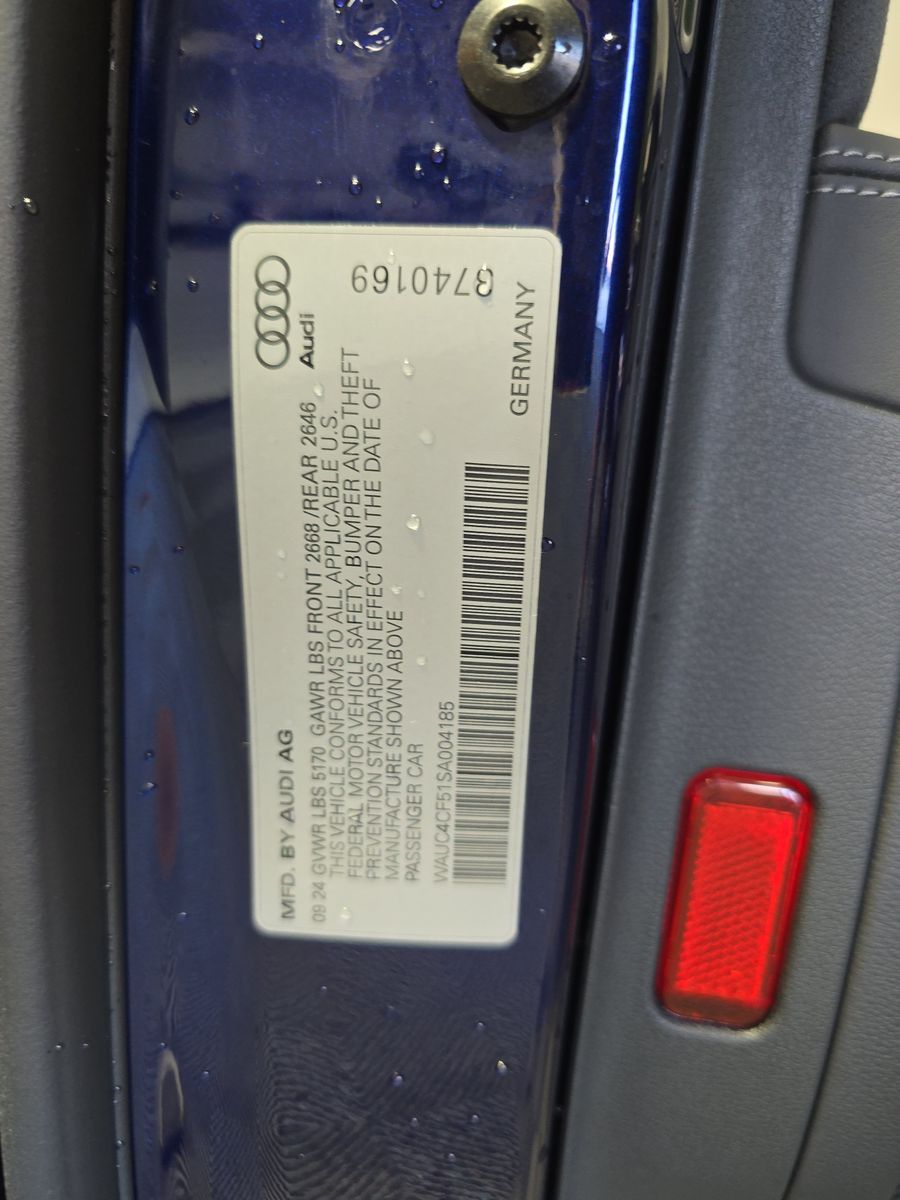 MFD. BY AUDI AG
Audi
09 24 GVWR LBS 5170 GAWR LBS FRONT 2668 /REAR 2646
THIS VEHICLE CONFORMS TO ALL APPLICABLE U.S.
FEDERAL MOTOR VEHICLE SAFETY, BUMPER AND THEFT
PREVENTION STANDARDS IN EFFECT ON THE DATE OF
MANUFACTURE SHOWN ABOVE
PASSENGER CAR
3740169
WAUC4CF51SA004185
GERMANY